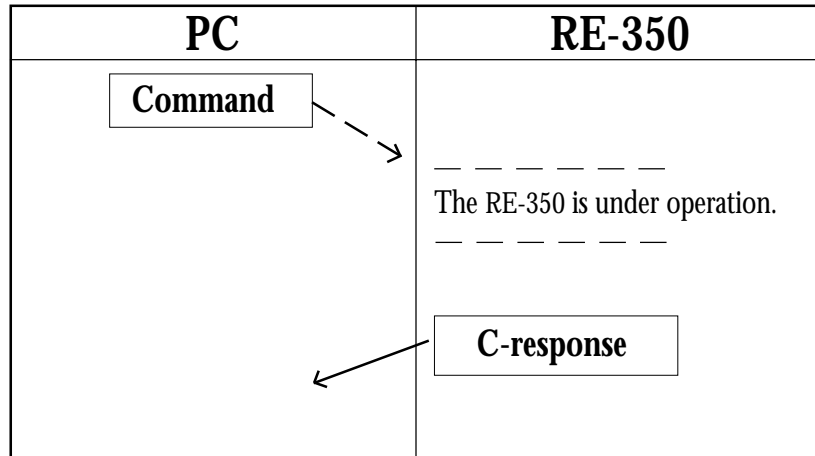 PC
RE-350
Command
The RE-350 is under operation.
C-response